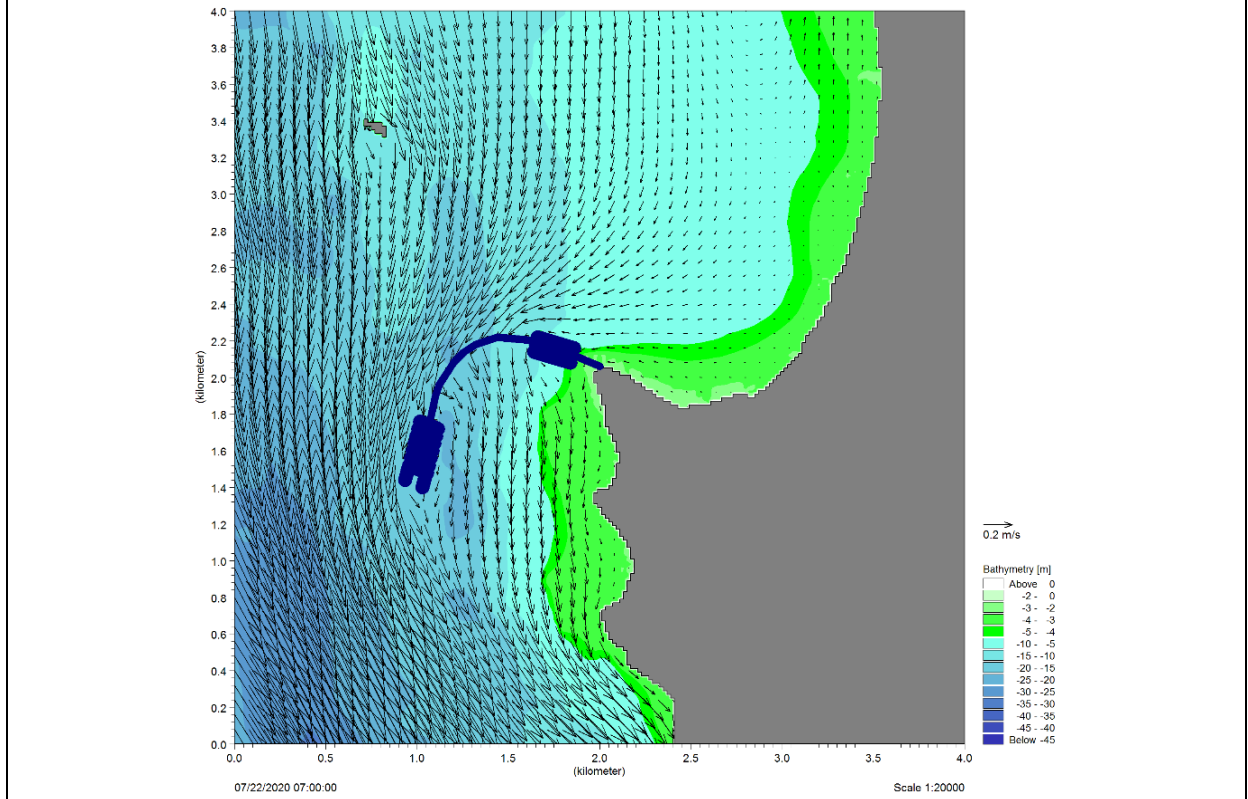 4.0
3.8
3.6
3.4
3.2
3.0
2.8
2.6
2.4
2.2
2.0
1.8
1.6
1.4
1.2
1.0
0.8
0.6
0.4
0.2
0.0
(kilometer)
0.0 0.5 1.0 1.5 2.0 2.5 3.0 3.5 4.0
(kilometer)
07/22/2020 07:00:00
Scale 1:20000
0.2 m/s
Bathymetry [m]
Above 0
-2 - 0
-3 - -2
-4 - -3
-5 - -4
-10 - -5
-15 - -10
-20 - -15
-25 - -20
-30 - -25
-35 - -30
-40 - -35
-45 - -40
Below -45